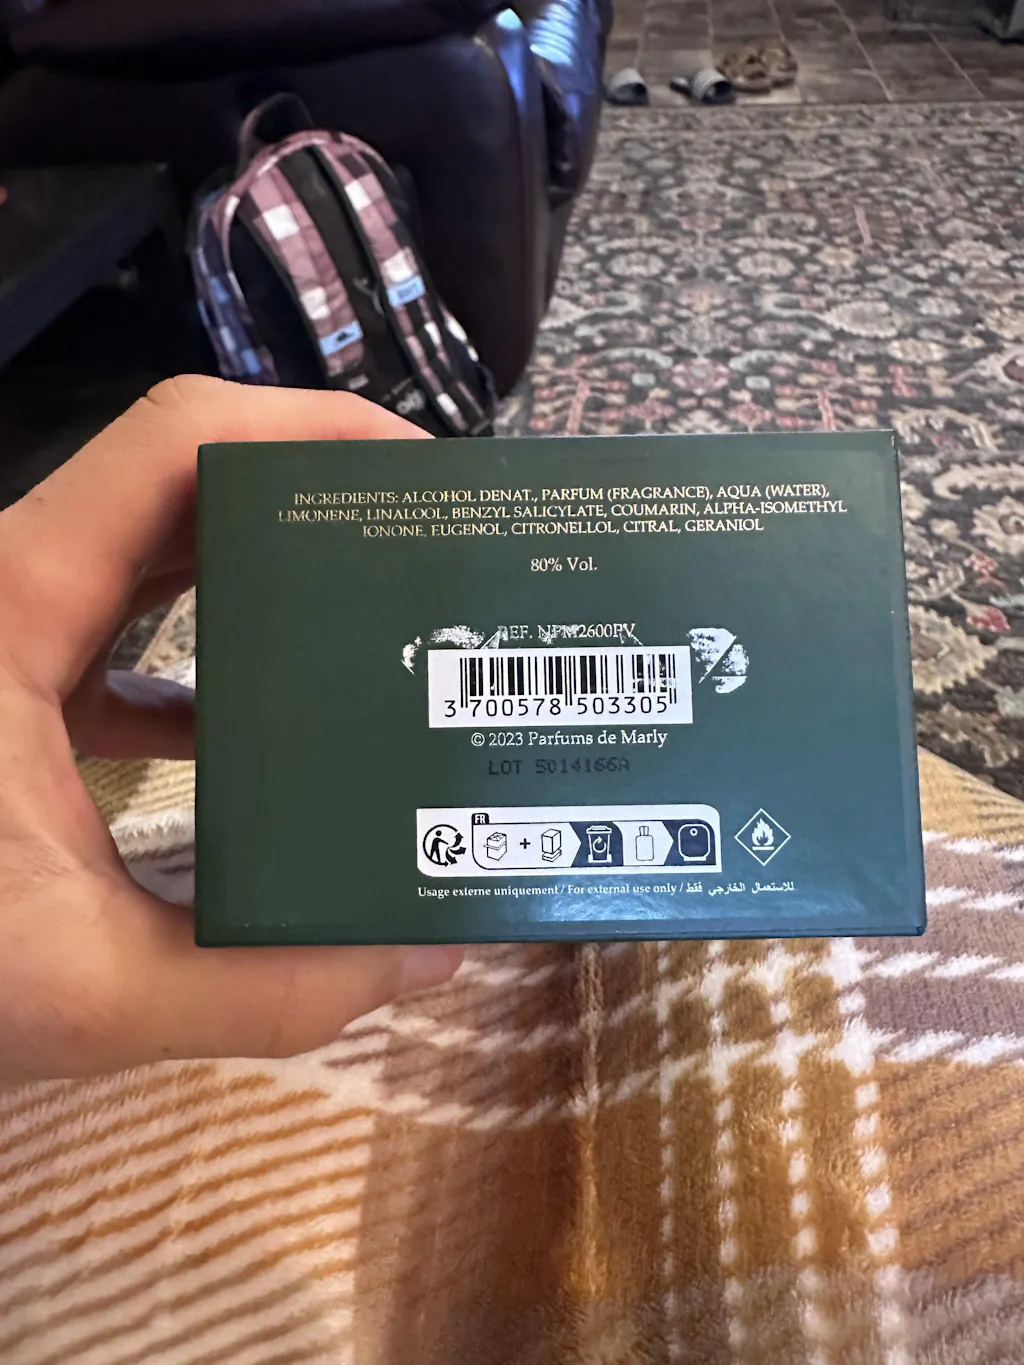 INGREDIENTS: ALCOHOL DENAT., PARFUM (FRAGRANCE), AQUA (WATER),
LIMONENE, LINALOOL, BENZYL SALICYLATE, COUMARIN, ALPHA-ISOMETHYL
IONONE, EUGENOL, CITRONELLOL, CITRAL, GERANIOL
80% Vol.
REF. NPM2600PV
3 700578 503305
© 2023 Parfums de Marly
LOT 5014166A
FR
+
Usage externe uniquement / For external use only / للاستعمال الخارجي فقط